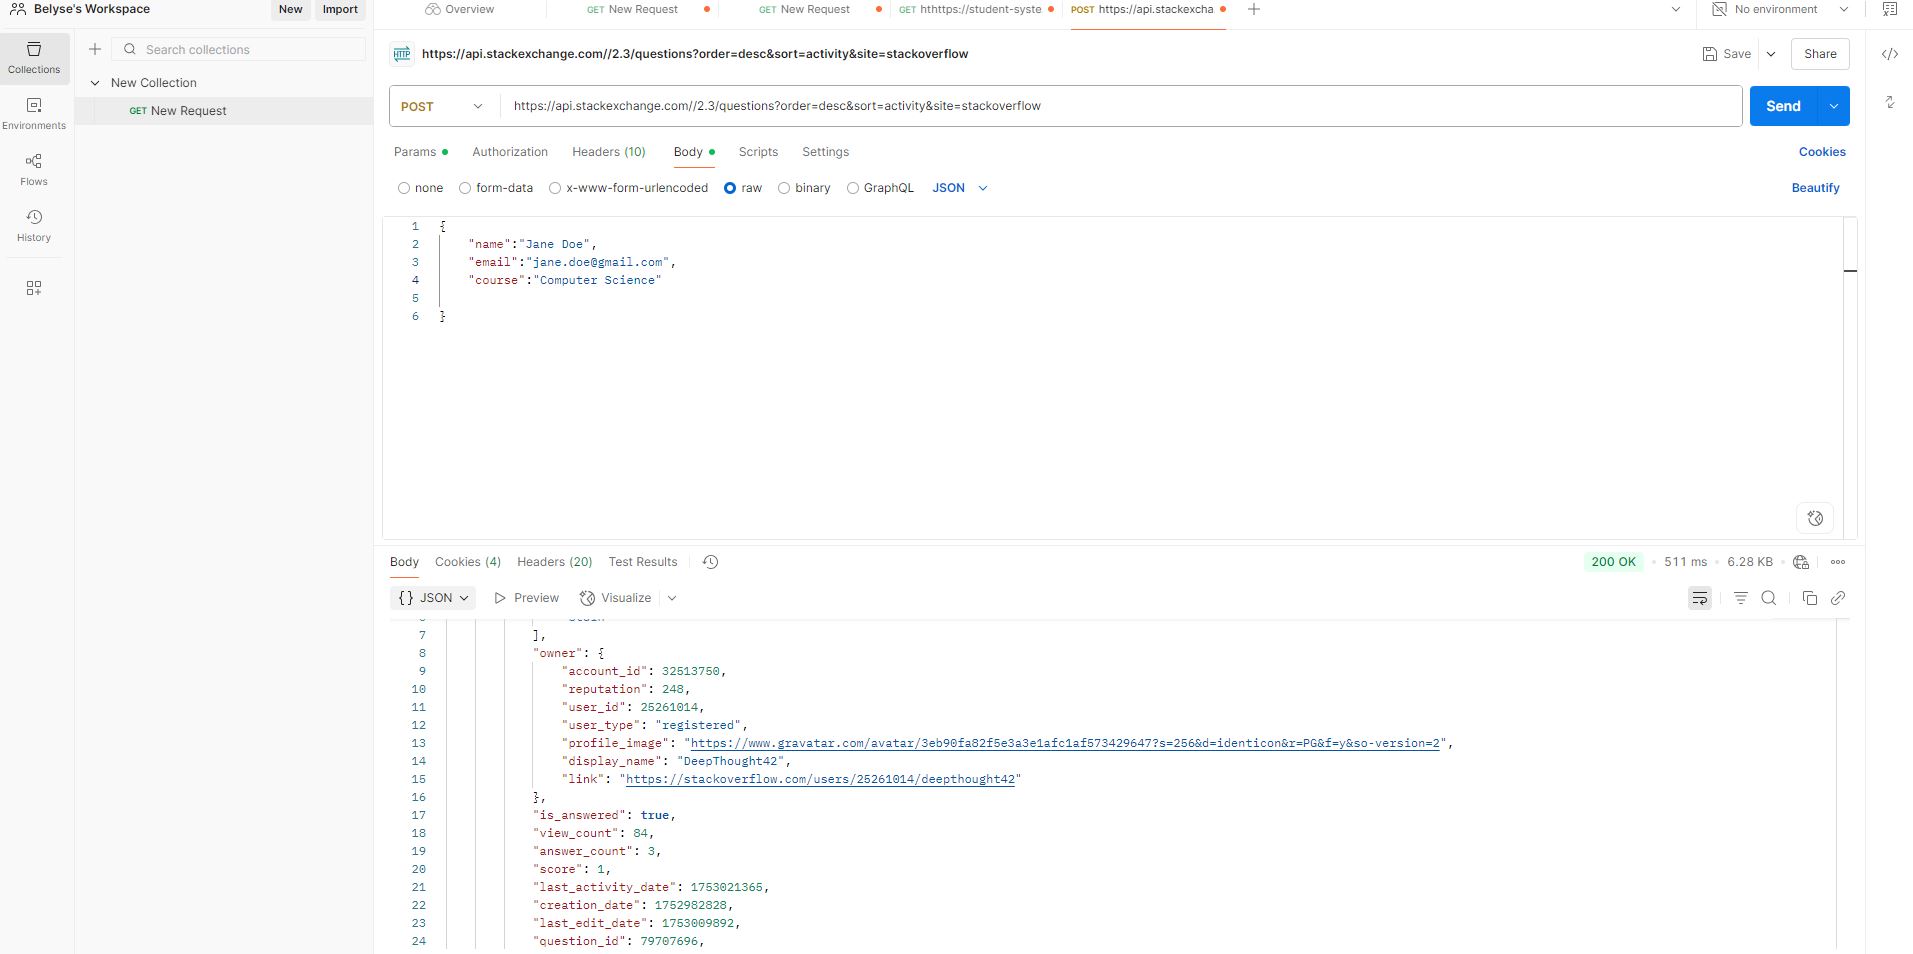 Belyse's Workspace New Import
Overview GET New Request GET New Request GET hthttps://student-syste POST https://api.stackexcha No environment
Collections
Environments
Flows
History
Search collections
New Collection
GET New Request
HTTP https://api.stackexchange.com//2.3/questions?order=desc&sort=activity&site=stackoverflow Save Share
POST https://api.stackexchange.com//2.3/questions?order=desc&sort=activity&site=stackoverflow Send
Params Authorization Headers (10) Body Scripts Settings Cookies
none form-data x-www-form-urlencoded raw binary GraphQL JSON Beautify
1 {
2 "name":"Jane Doe",
3 "email":"jane.doe@gmail.com",
4 "course":"Computer Science"
5
6 }
Body Cookies (4) Headers (20) Test Results 200 OK • 511 ms • 6.28 KB •
{} JSON Preview Visualize
7 ],
8 "owner": {
9 "account_id": 32513750,
10 "reputation": 248,
11 "user_id": 25261014,
12 "user_type": "registered",
13 "profile_image": "https://www.gravatar.com/avatar/3eb90fa82f5e3a3e1afc1af573429647?s=256&d=identicon&r=PG&f=y&so-version=2",
14 "display_name": "DeepThought42",
15 "link": "https://stackoverflow.com/users/25261014/deepthought42"
16 },
17 "is_answered": true,
18 "view_count": 84,
19 "answer_count": 3,
20 "score": 1,
21 "last_activity_date": 1753021365,
22 "creation_date": 1752982828,
23 "last_edit_date": 1753009892,
24 "question_id": 79707696,